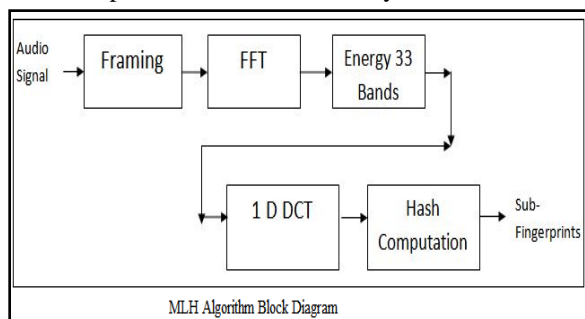 Audio
Signal
Framing
FFT
Energy 33
Bands
1 D DCT
Hash
Computation
Sub-
Fingerprints
MLH Algorithm Block Diagram